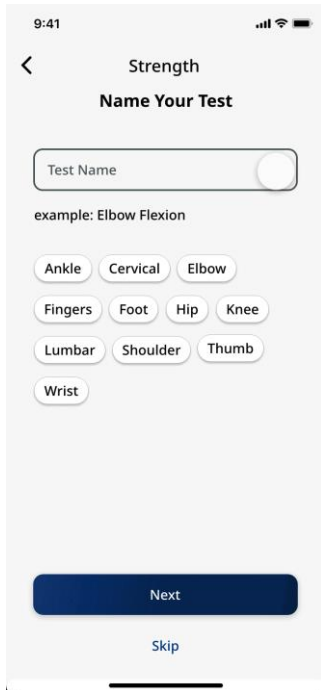 9:41
Strength
Name Your Test
Test Name
example: Elbow Flexion
Ankle Cervical Elbow
Fingers Foot Hip Knee
Lumbar Shoulder Thumb
Wrist
Next
Skip